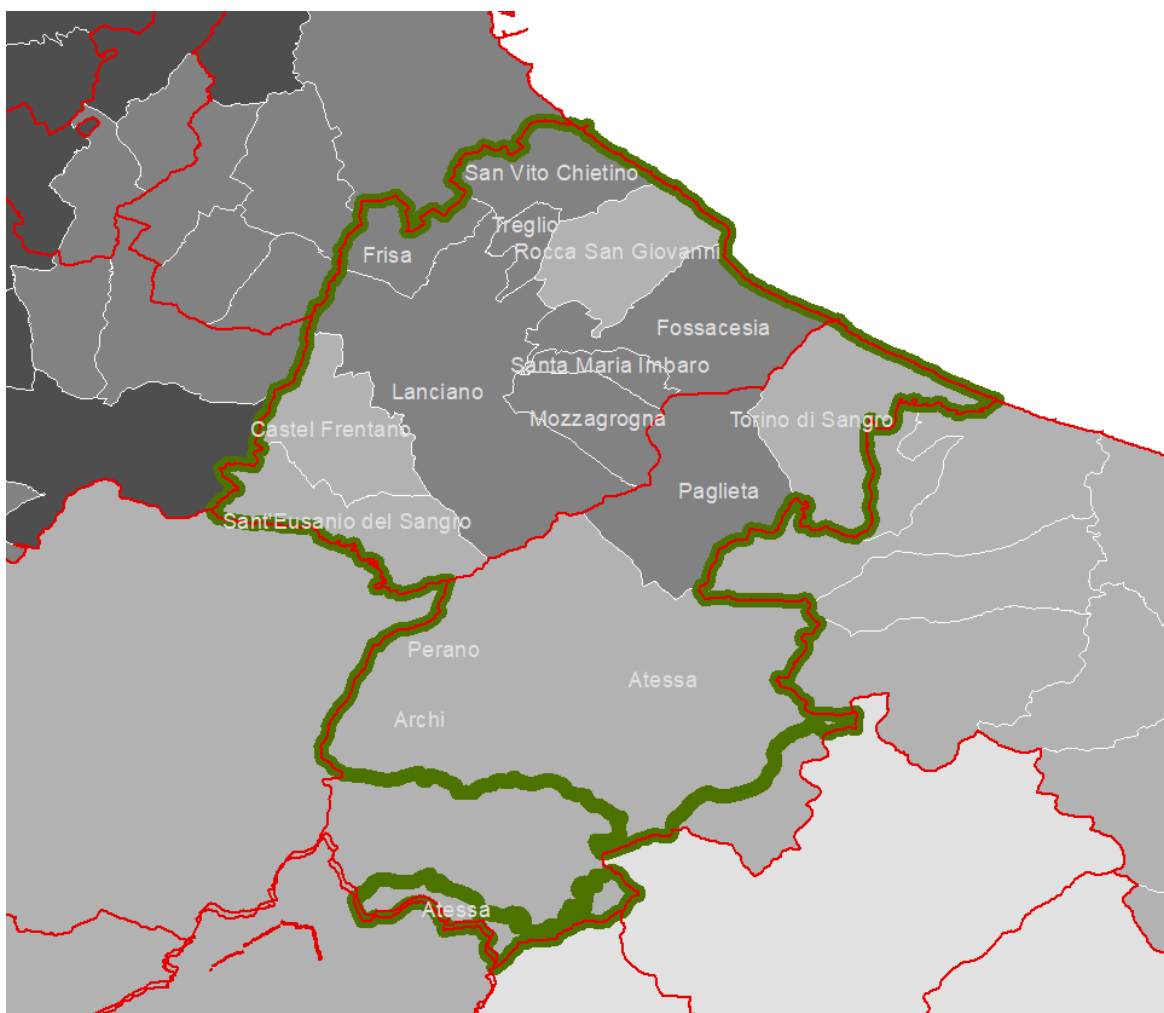 San Vito Chietino
Treglio
Rocca San Giovanni
Frisa
Fossacesia
Santa Maria Imbaro
Lanciano
Mozzagrogna
Torino di Sangro
Castel Frentano
Paglieta
Sant'Eusanio del Sangro
Perano
Atessa
Archi
Atessa